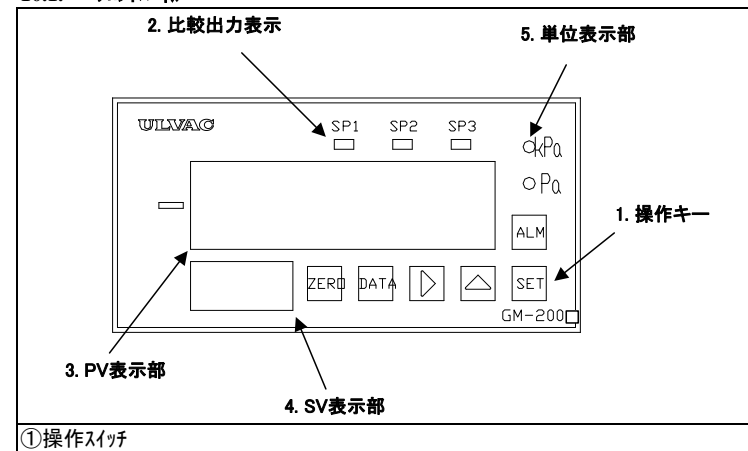 2. 比較出力表示
5. 単位表示部
ULVAC
SP1 SP2 SP3
kPa
Pa
1. 操作キー
ALM
ZERO DATA SET
GM-200□
3. PV表示部
4. SV表示部
①操作ｽｲｯﾁ